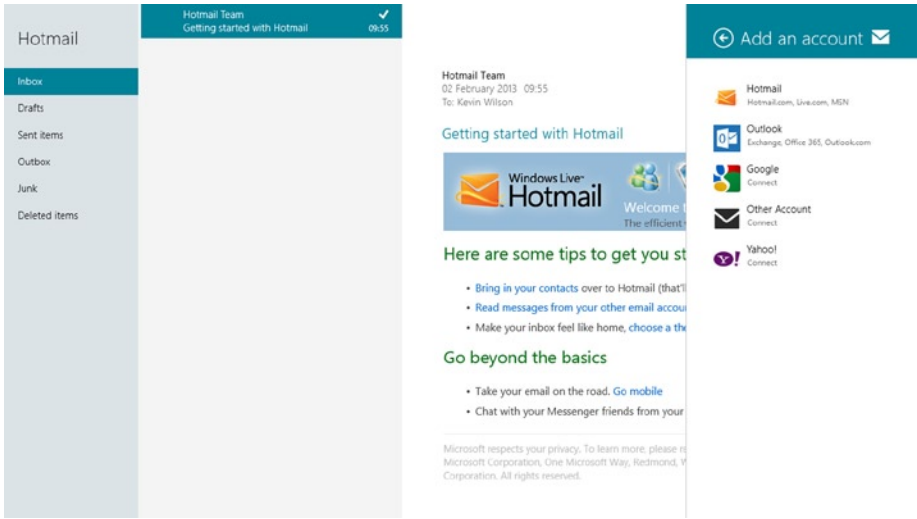 Hotmail
Inbox
Drafts
Sent items
Outbox
Junk
Deleted items
Hotmail Team
Getting started with Hotmail 09:55
Hotmail Team
02 February 2013 09:55
To: Kevin Wilson
Getting started with Hotmail
Windows Live™
Hotmail
Welcome t
The efficient
Here are some tips to get you st
• Bring in your contacts over to Hotmail (that'll
• Read messages from your other email accou
• Make your inbox feel like home, choose a the
Go beyond the basics
• Take your email on the road. Go mobile
• Chat with your Messenger friends from your
Microsoft respects your privacy. To learn more, please re
Microsoft Corporation, One Microsoft Way, Redmond, W
Corporation. All rights reserved.
Add an account
Hotmail
Hotmail.com, Live.com, MSN
Outlook
Exchange, Office 365, Outlook.com
Google
Connect
Other Account
Connect
Yahoo!
Connect